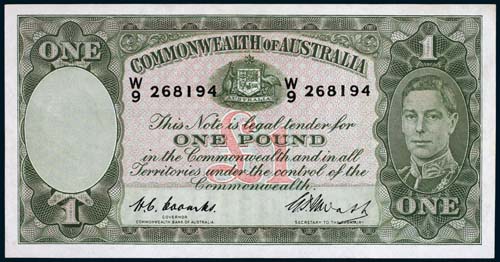 ONE
COMMONWEALTH OF AUSTRALIA
1
W/9 268194 W/9 268194
AUSTRALIA
This Note is legal tender for
ONE POUND
in the Commonwealth and in all
Territories under the control of the
Commonwealth.
£1
GOVERNOR
COMMONWEALTH BANK OF AUSTRALIA
SECRETARY TO THE TREASURY
1
ONE